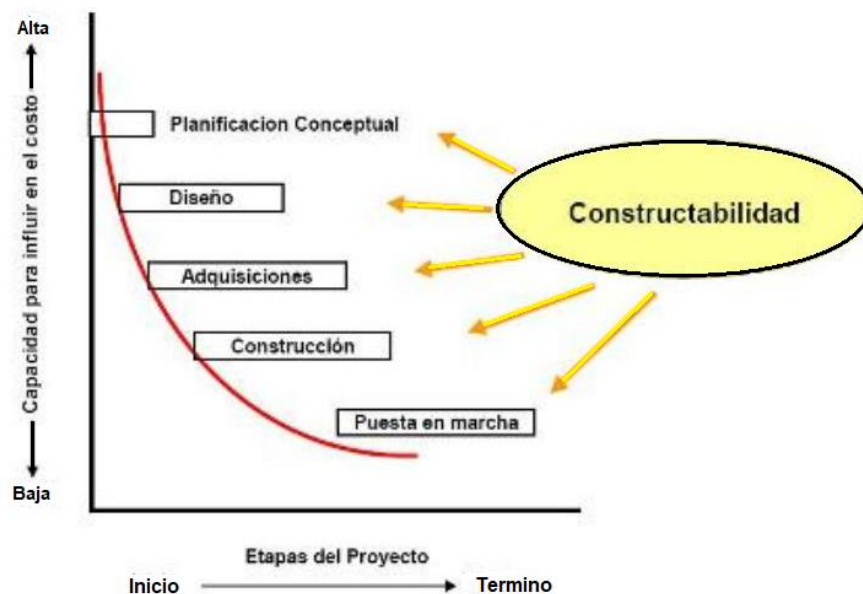 Alta
Capacidad para influir en el costo
Baja
Planificacion Conceptual
Diseño
Adquisiciones
Construcción
Puesta en marcha
Constructabilidad
Etapas del Proyecto
Inicio
Termino